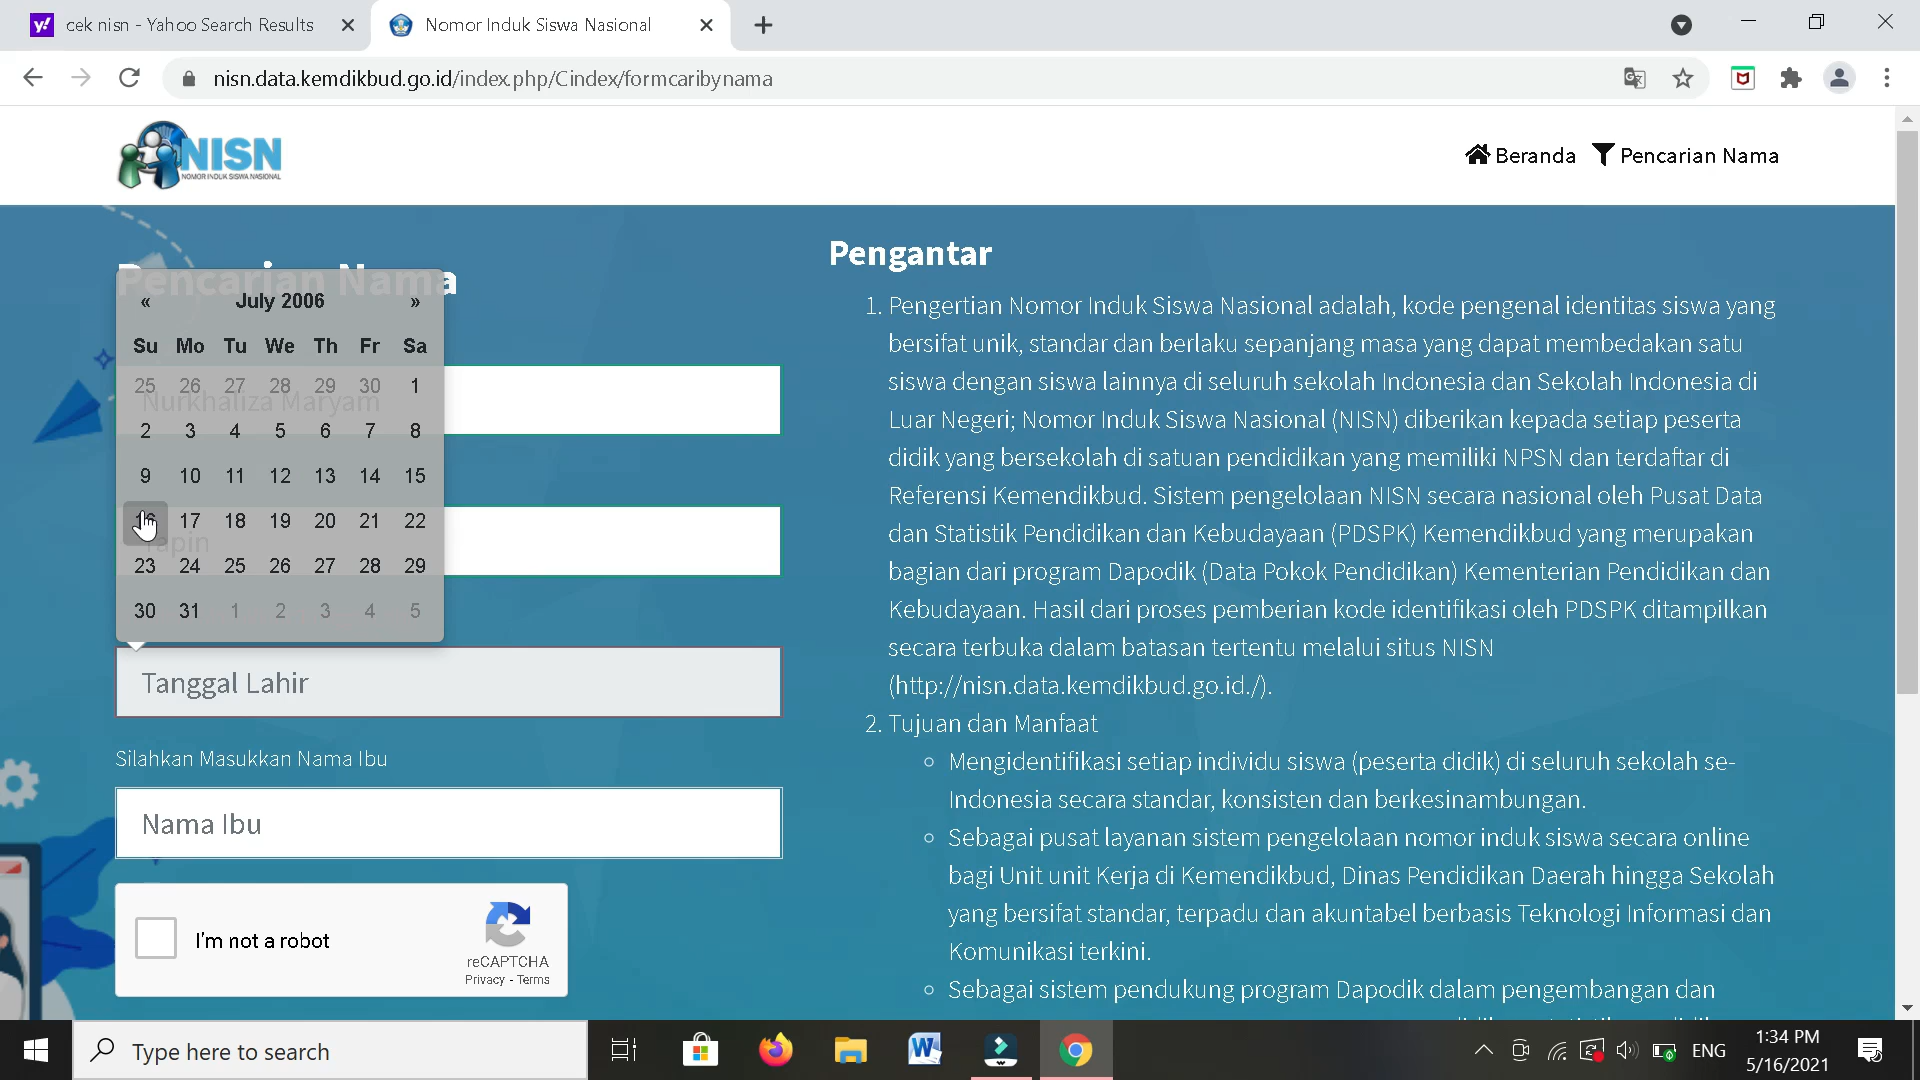 cek nisn - Yahoo Search Results
Nomor Induk Siswa Nasional
nisn.data.kemdikbud.go.id/index.php/Cindex/formcaribynama
NISN
NOMOR INDUK SISWA NASIONAL
Beranda
Pencarian Nama
Pencarian Nama
« July 2006 »
Su Mo Tu We Th Fr Sa
25 26 27 28 29 30 1
Nurkhaliza Maryam
2 3 4 5 6 7 8
9 10 11 12 13 14 15
16 17 18 19 20 21 22
Tapin
23 24 25 26 27 28 29
30 31 1 2 3 4 5
Tanggal Lahir
Silahkan Masukkan Nama Ibu
Nama Ibu
I'm not a robot
reCAPTCHA
Privacy - Terms
Pengantar
1. Pengertian Nomor Induk Siswa Nasional adalah, kode pengenal identitas siswa yang
bersifat unik, standar dan berlaku sepanjang masa yang dapat membedakan satu
siswa dengan siswa lainnya di seluruh sekolah Indonesia dan Sekolah Indonesia di
Luar Negeri; Nomor Induk Siswa Nasional (NISN) diberikan kepada setiap peserta
didik yang bersekolah di satuan pendidikan yang memiliki NPSN dan terdaftar di
Referensi Kemendikbud. Sistem pengelolaan NISN secara nasional oleh Pusat Data
dan Statistik Pendidikan dan Kebudayaan (PDSPK) Kemendikbud yang merupakan
bagian dari program Dapodik (Data Pokok Pendidikan) Kementerian Pendidikan dan
Kebudayaan. Hasil dari proses pemberian kode identifikasi oleh PDSPK ditampilkan
secara terbuka dalam batasan tertentu melalui situs NISN
(http://nisn.data.kemdikbud.go.id./).
2. Tujuan dan Manfaat
Mengidentifikasi setiap individu siswa (peserta didik) di seluruh sekolah se-
Indonesia secara standar, konsisten dan berkesinambungan.
Sebagai pusat layanan sistem pengelolaan nomor induk siswa secara online
bagi Unit unit Kerja di Kemendikbud, Dinas Pendidikan Daerah hingga Sekolah
yang bersifat standar, terpadu dan akuntabel berbasis Teknologi Informasi dan
Komunikasi terkini.
Sebagai sistem pendukung program Dapodik dalam pengembangan dan
Type here to search
ENG
1:34 PM
5/16/2021